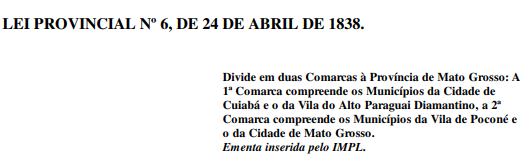 LEI PROVINCIAL Nº 6, DE 24 DE ABRIL DE 1838.
Divide em duas Comarcas à Província de Mato Grosso: A
1ª Comarca compreende os Municípios da Cidade de
Cuiabá e o da Vila do Alto Paraguai Diamantino, a 2ª
Comarca compreende os Municípios da Vila de Poconé e
o da Cidade de Mato Grosso.
Ementa inserida pelo IMPL.